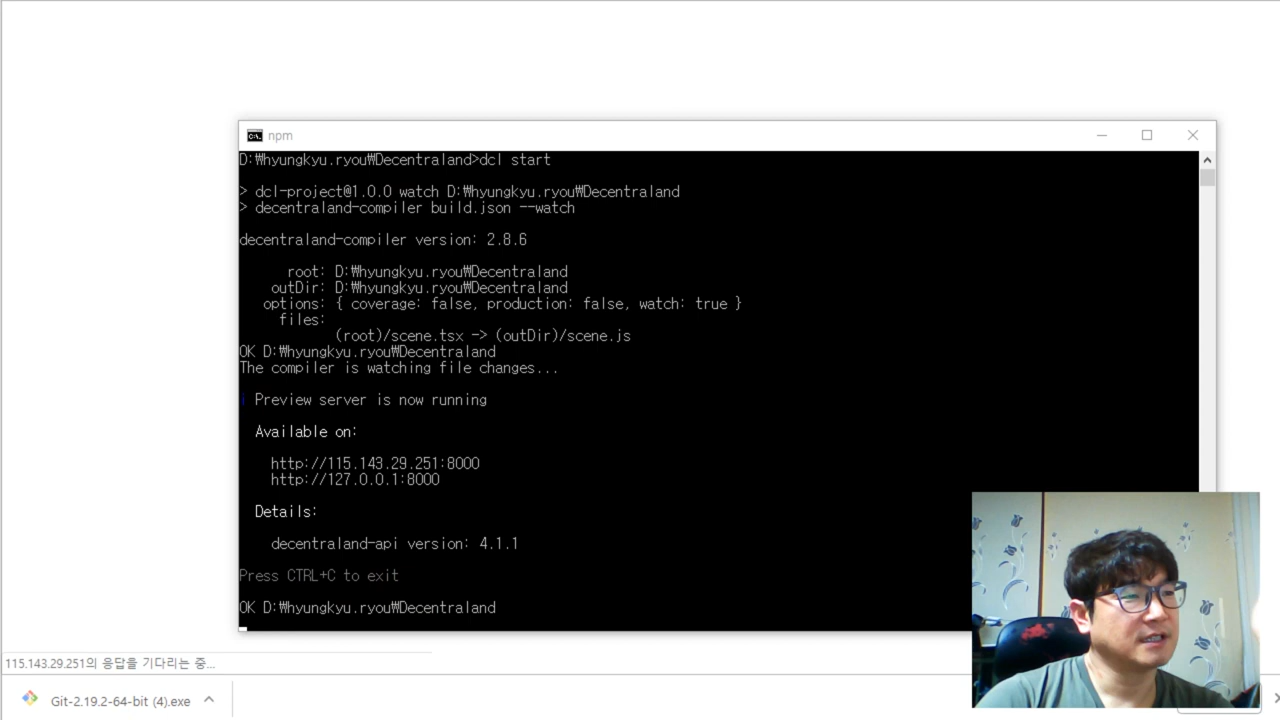 npm
D:₩hyungkyu.ryou₩Decentraland>dcl start
> dcl-project@1.0.0 watch D:₩hyungkyu.ryou₩Decentraland
> decentraland-compiler build.json --watch
decentraland-compiler version: 2.8.6
root: D:₩hyungkyu.ryou₩Decentraland
outDir: D:₩hyungkyu.ryou₩Decentraland
options: { coverage: false, production: false, watch: true }
files:
(root)/scene.tsx -> (outDir)/scene.js
OK D:₩hyungkyu.ryou₩Decentraland
The compiler is watching file changes...
i Preview server is now running
Available on:
http://115.143.29.251:8000
http://127.0.0.1:8000
Details:
decentraland-api version: 4.1.1
Press CTRL+C to exit
OK D:₩hyungkyu.ryou₩Decentraland
115.143.29.251의 응답을 기다리는 중...
Git-2.19.2-64-bit (4).exe